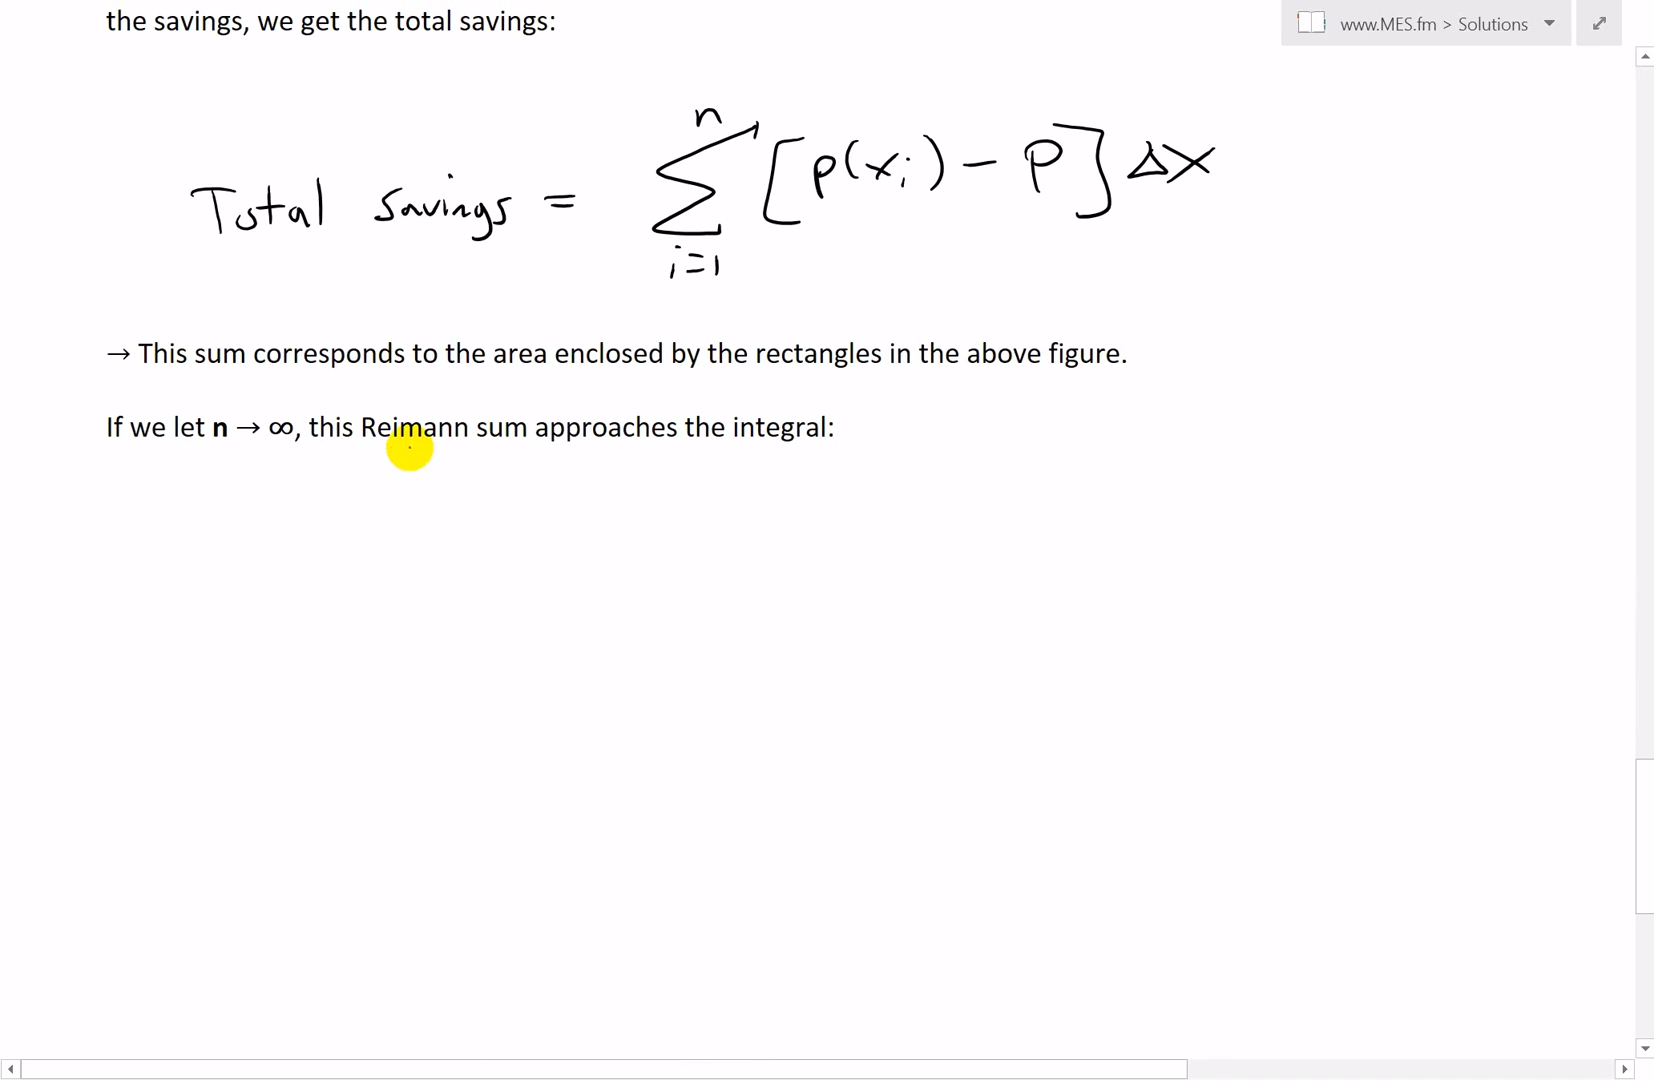 the savings, we get the total savings:
www.MES.fm > Solutions
n
Total savings = ∑ [p(xᵢ) – P] Δx
i=1
→ This sum corresponds to the area enclosed by the rectangles in the above figure.
If we let n → ∞, this Reimann sum approaches the integral: